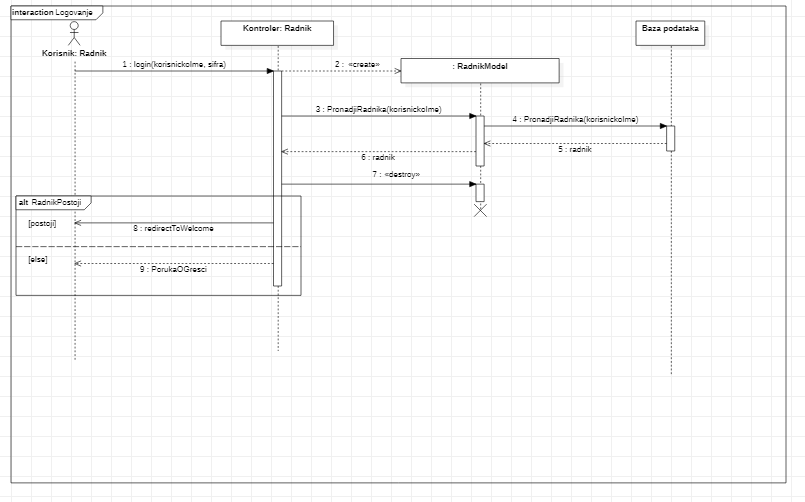 interaction Logovanje
Korisnik: Radnik
Kontroler: Radnik
Baza podataka
1 : login(korisnickoIme, sifra)
2 : «create»
: RadnikModel
3 : PronadjiRadnika(korisnickoIme)
4 : PronadjiRadnika(korisnickoIme)
5 : radnik
6 : radnik
7 : «destroy»
alt RadnikPostoji
[postoji]
8 : redirectToWelcome
[else]
9 : PorukaOGresci